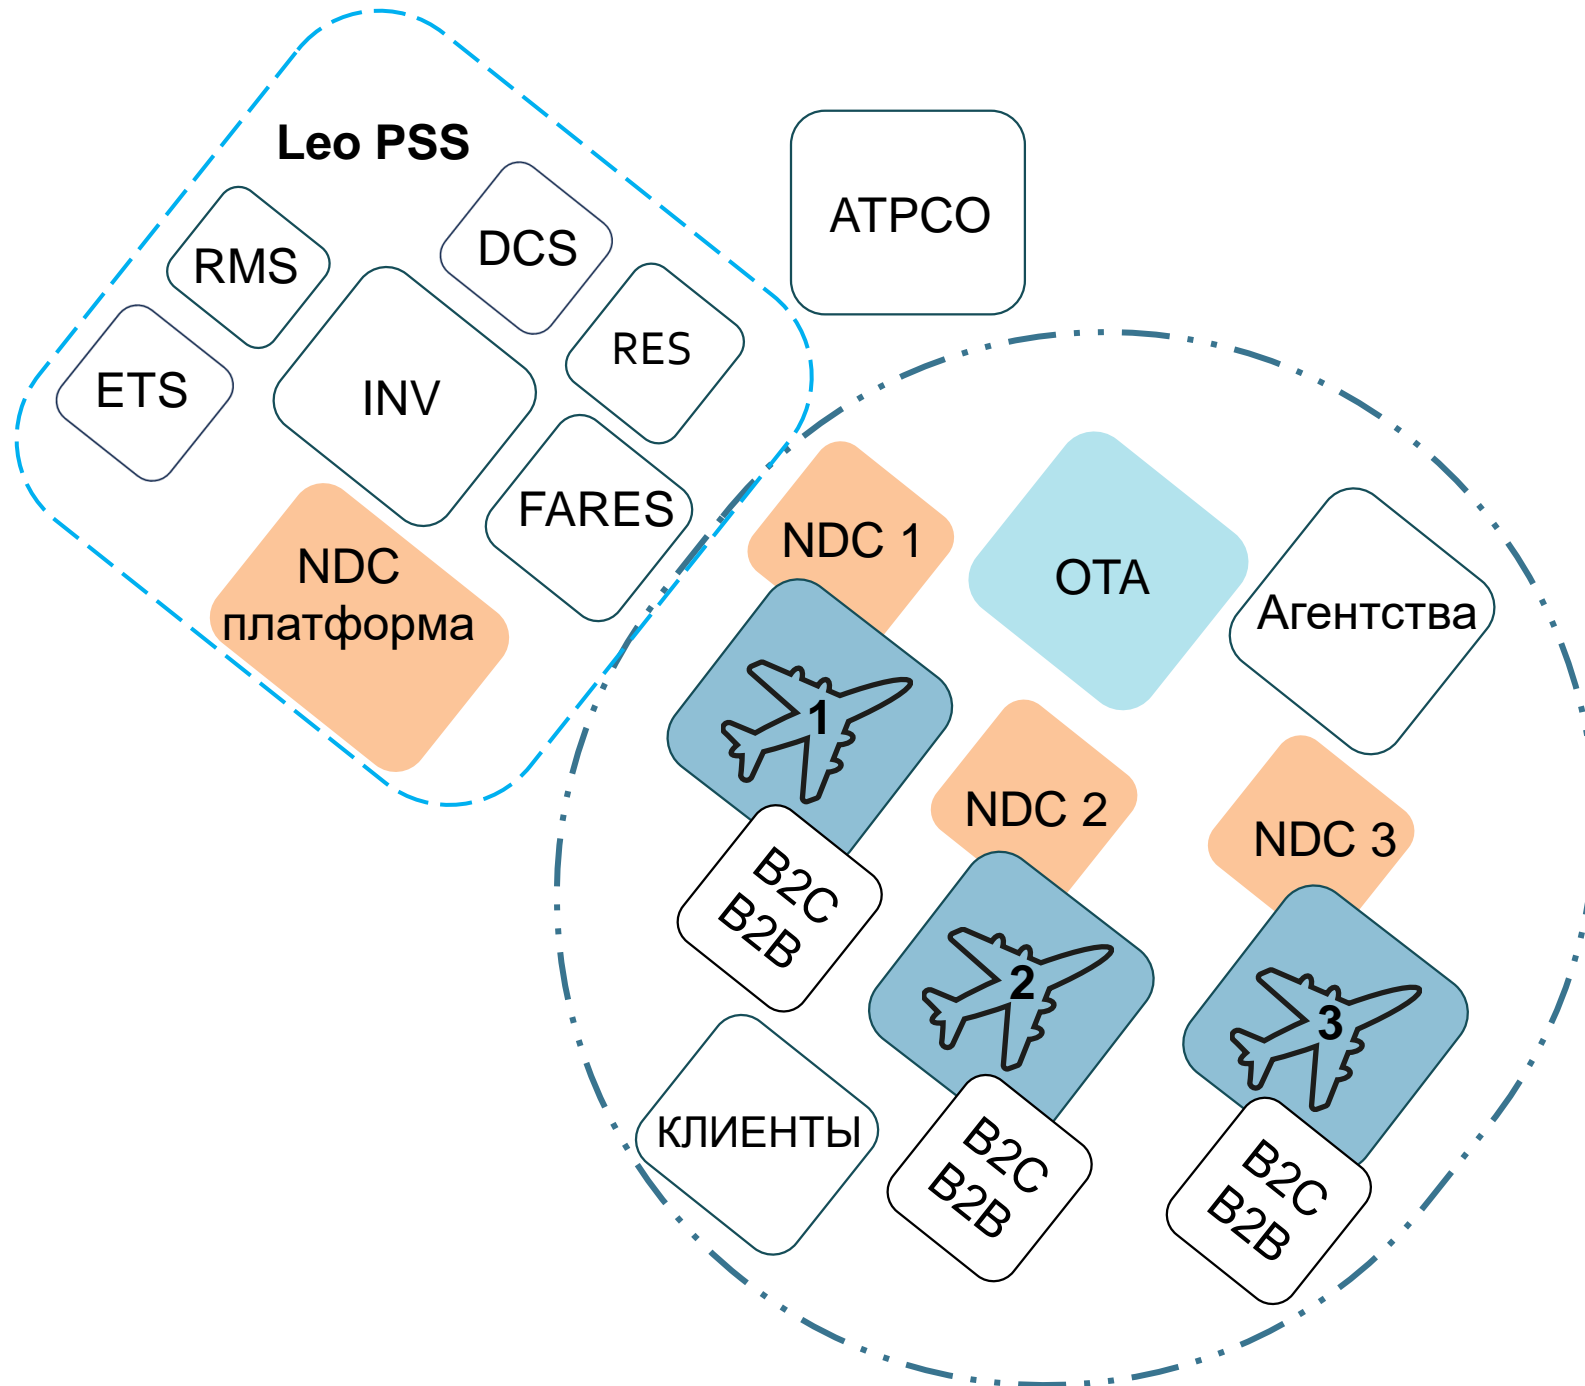 Leo PSS
RMS
DCS
ETS
INV
RES
FARES
NDC
платформа
ATPCO
NDC 1
OTA
Агентства
1
B2C
B2B
NDC 2
2
B2C
B2B
NDC 3
3
B2C
B2B
КЛИЕНТЫ